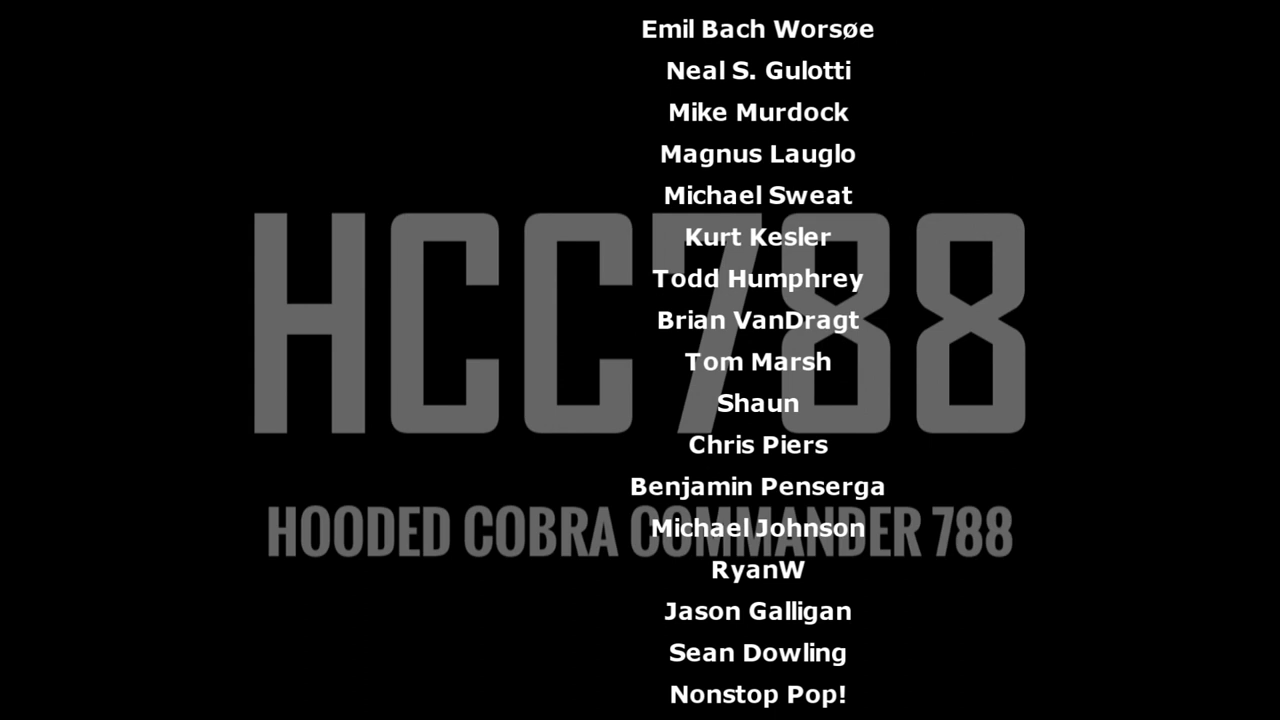 Emil Bach Worsøe
Neal S. Gulotti
Mike Murdock
Magnus Lauglo
Michael Sweat
Kurt Kesler
Todd Humphrey
Brian VanDragt
Tom Marsh
Shaun
Chris Piers
Benjamin Penserga
Michael Johnson
RyanW
Jason Galligan
Sean Dowling
Nonstop Pop!
HCC788
HOODED COBRA COMMANDER 788